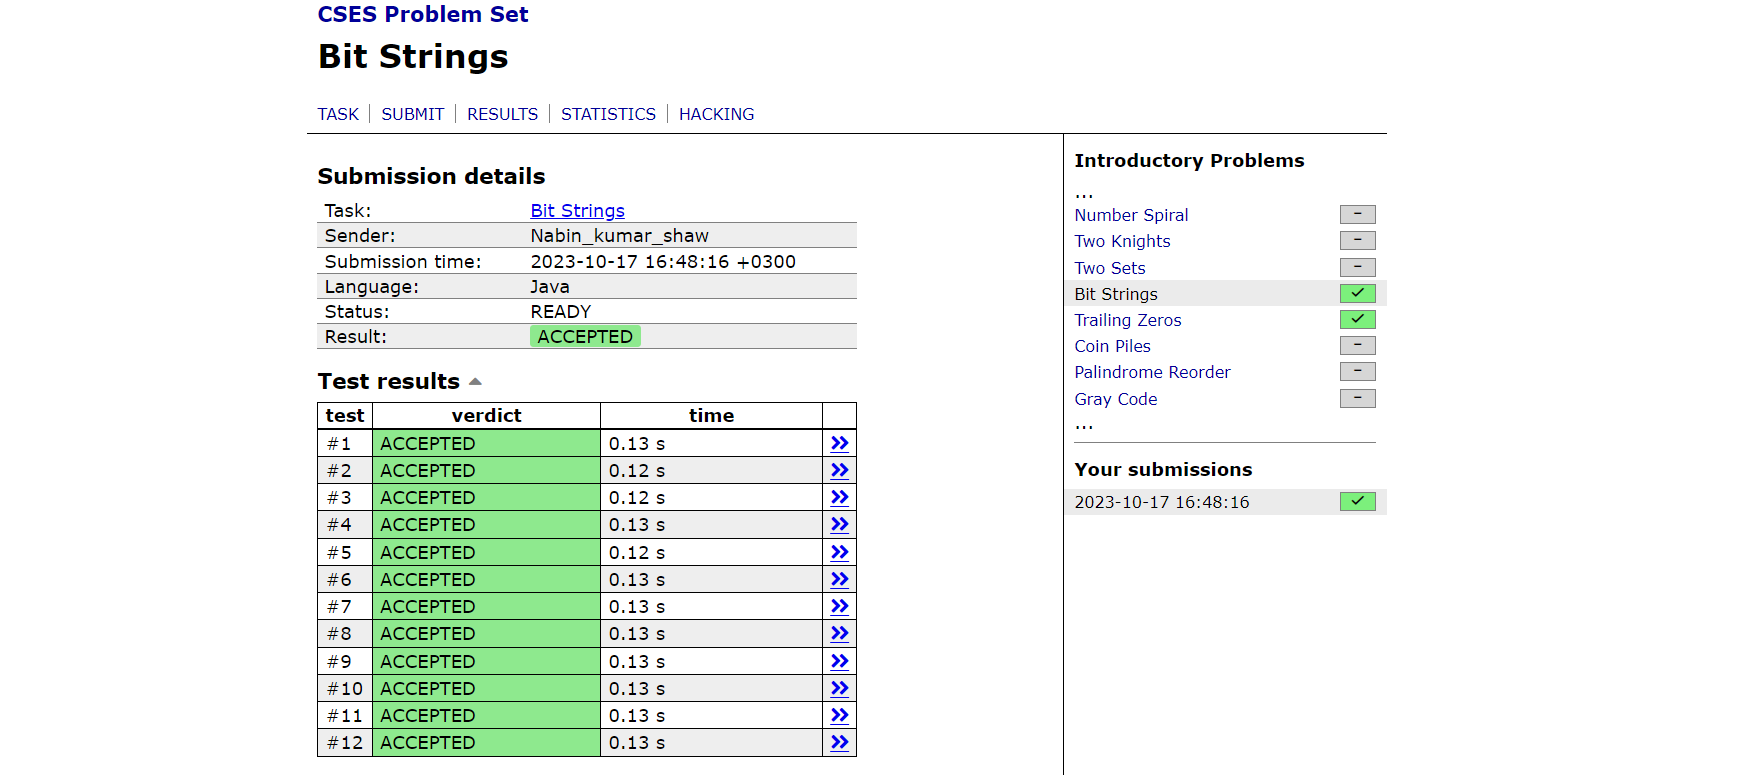 CSES Problem Set
Bit Strings
TASK | SUBMIT | RESULTS | STATISTICS | HACKING
Submission details
Task: Bit Strings
Sender: Nabin_kumar_shaw
Submission time: 2023-10-17 16:48:16 +0300
Language: Java
Status: READY
Result: ACCEPTED
Test results
test verdict time
#1 ACCEPTED 0.13 s »
#2 ACCEPTED 0.12 s »
#3 ACCEPTED 0.12 s »
#4 ACCEPTED 0.13 s »
#5 ACCEPTED 0.12 s »
#6 ACCEPTED 0.13 s »
#7 ACCEPTED 0.13 s »
#8 ACCEPTED 0.13 s »
#9 ACCEPTED 0.13 s »
#10 ACCEPTED 0.13 s »
#11 ACCEPTED 0.13 s »
#12 ACCEPTED 0.13 s »
Introductory Problems
...
Number Spiral –
Two Knights –
Two Sets –
Bit Strings ✓
Trailing Zeros ✓
Coin Piles –
Palindrome Reorder –
Gray Code –
...
Your submissions
2023-10-17 16:48:16 ✓